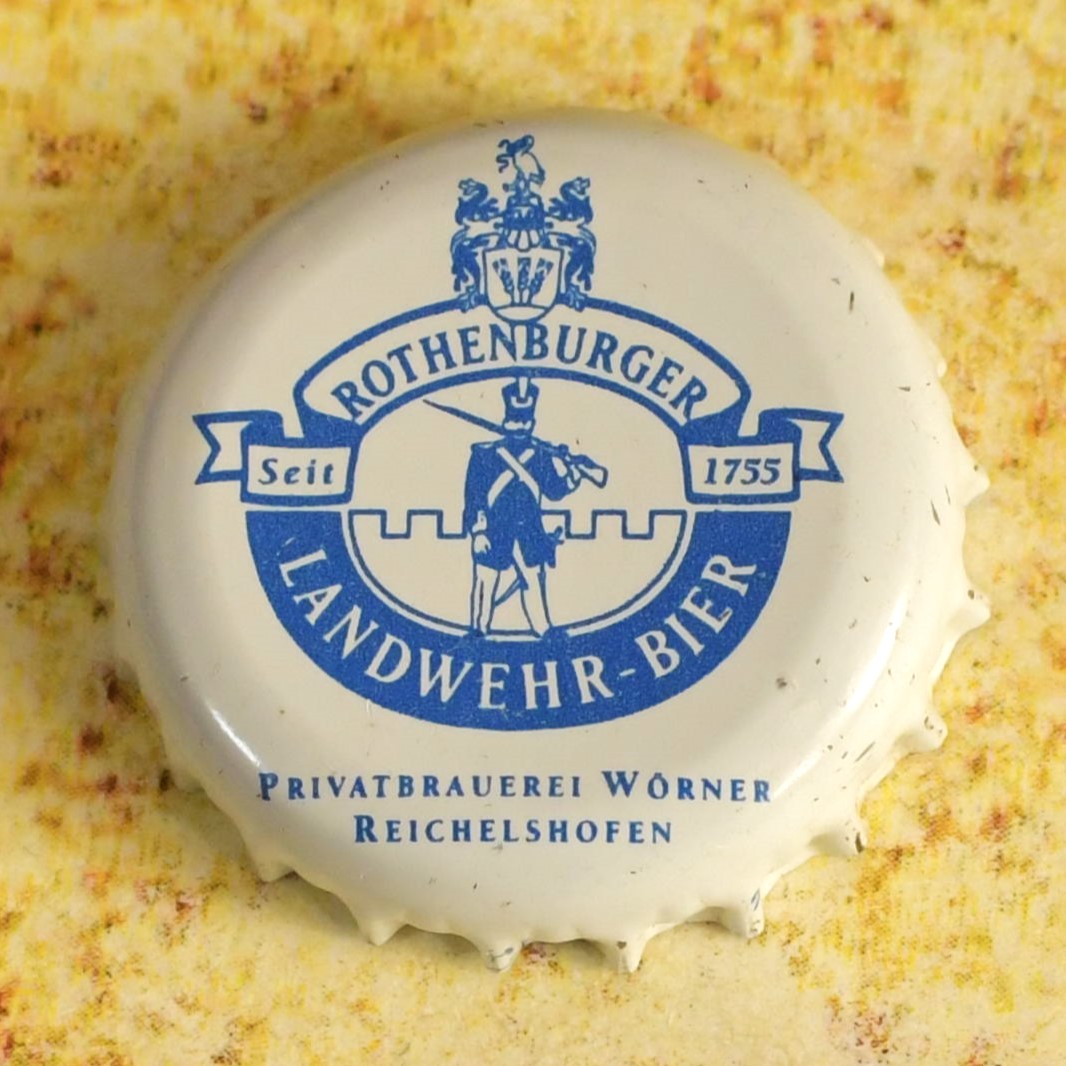 ROTHENBURGER
Seit 1755
LANDWEHR-BIER
PRIVATBRAUEREI WÖRNER
REICHELSHOFEN